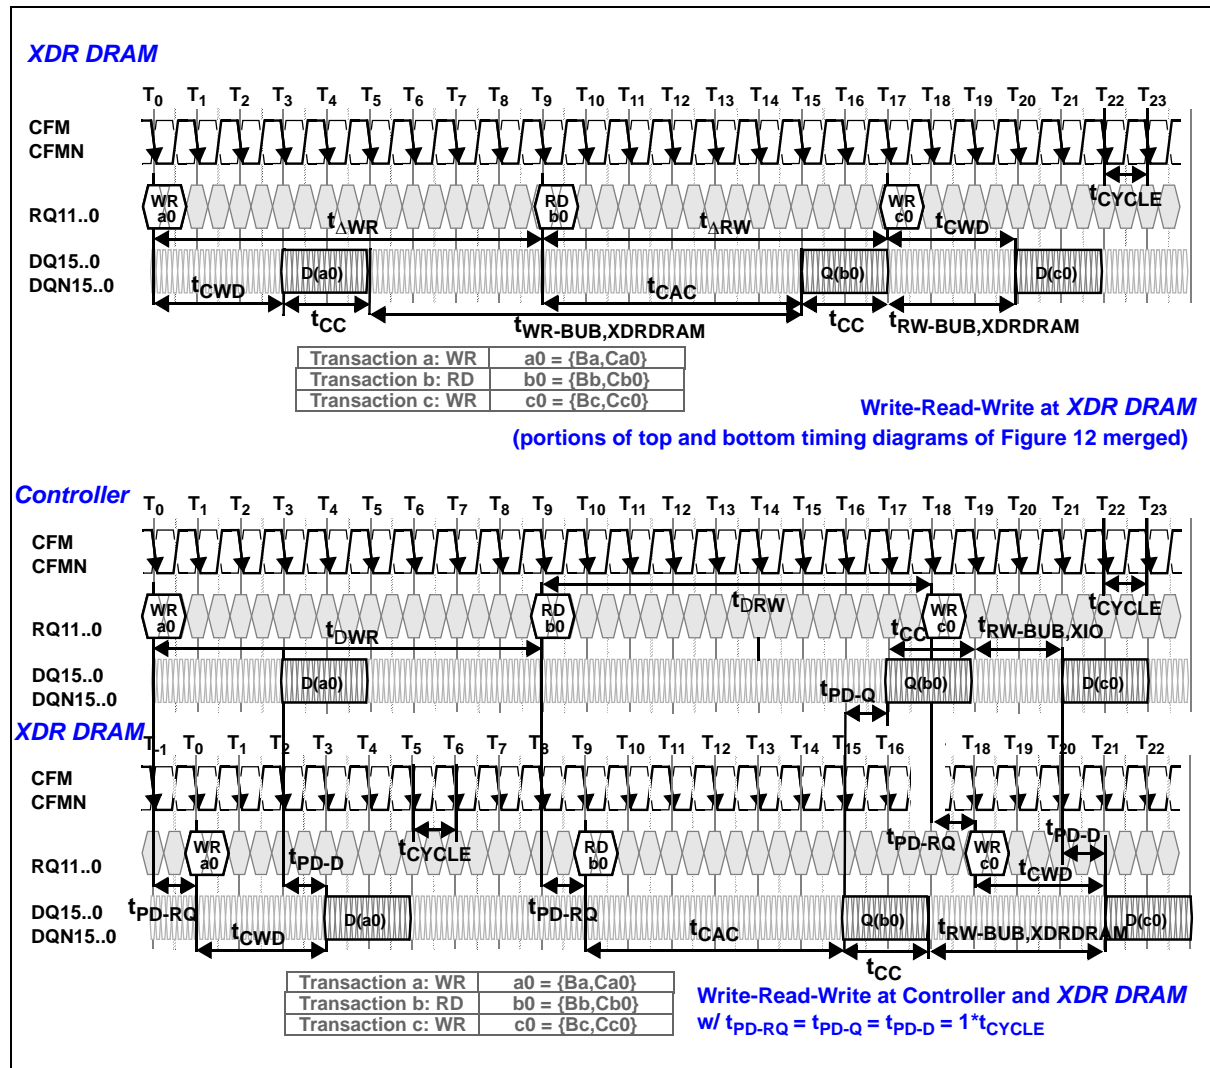 XDR DRAM
T0 T1 T2 T3 T4 T5 T6 T7 T8 T9 T10 T11 T12 T13 T14 T15 T16 T17 T18 T19 T20 T21 T22 T23
CFM
CFMN
RQ11..0
WR a0
RD b0
WR c0
tCYCLE
tΔWR
tΔRW
tCWD
DQ15..0
DQN15..0
D(a0)
Q(b0)
D(c0)
tCWD
tCC
tCAC
tCC
tWR-BUB,XDRDRAM
tRW-BUB,XDRDRAM
Transaction a: WR a0 = {Ba,Ca0}
Transaction b: RD b0 = {Bb,Cb0}
Transaction c: WR c0 = {Bc,Cc0}
Write-Read-Write at XDR DRAM
(portions of top and bottom timing diagrams of Figure 12 merged)
Controller
T0 T1 T2 T3 T4 T5 T6 T7 T8 T9 T10 T11 T12 T13 T14 T15 T16 T17 T18 T19 T20 T21 T22 T23
CFM
CFMN
RQ11..0
WR a0
RD b0
WR c0
tCYCLE
tDWR
tDRW
tCC
tRW-BUB,XIO
DQ15..0
DQN15..0
D(a0)
Q(b0)
D(c0)
tPD-Q
XDR DRAM
T-1 T0 T1 T2 T3 T4 T5 T6 T7 T8 T9 T10 T11 T12 T13 T14 T15 T16 T18 T19 T20 T21 T22
CFM
CFMN
RQ11..0
WR a0
RD b0
WR c0
tPD-D
tCYCLE
tPD-RQ
tPD-D
tCWD
DQ15..0
DQN15..0
tPD-RQ
tCWD
D(a0)
tPD-RQ
tCAC
Q(b0)
tCC
tRW-BUB,XDRDRAM
D(c0)
Transaction a: WR a0 = {Ba,Ca0}
Transaction b: RD b0 = {Bb,Cb0}
Transaction c: WR c0 = {Bc,Cc0}
Write-Read-Write at Controller and XDR DRAM
w/ tPD-RQ = tPD-Q = tPD-D = 1*tCYCLE